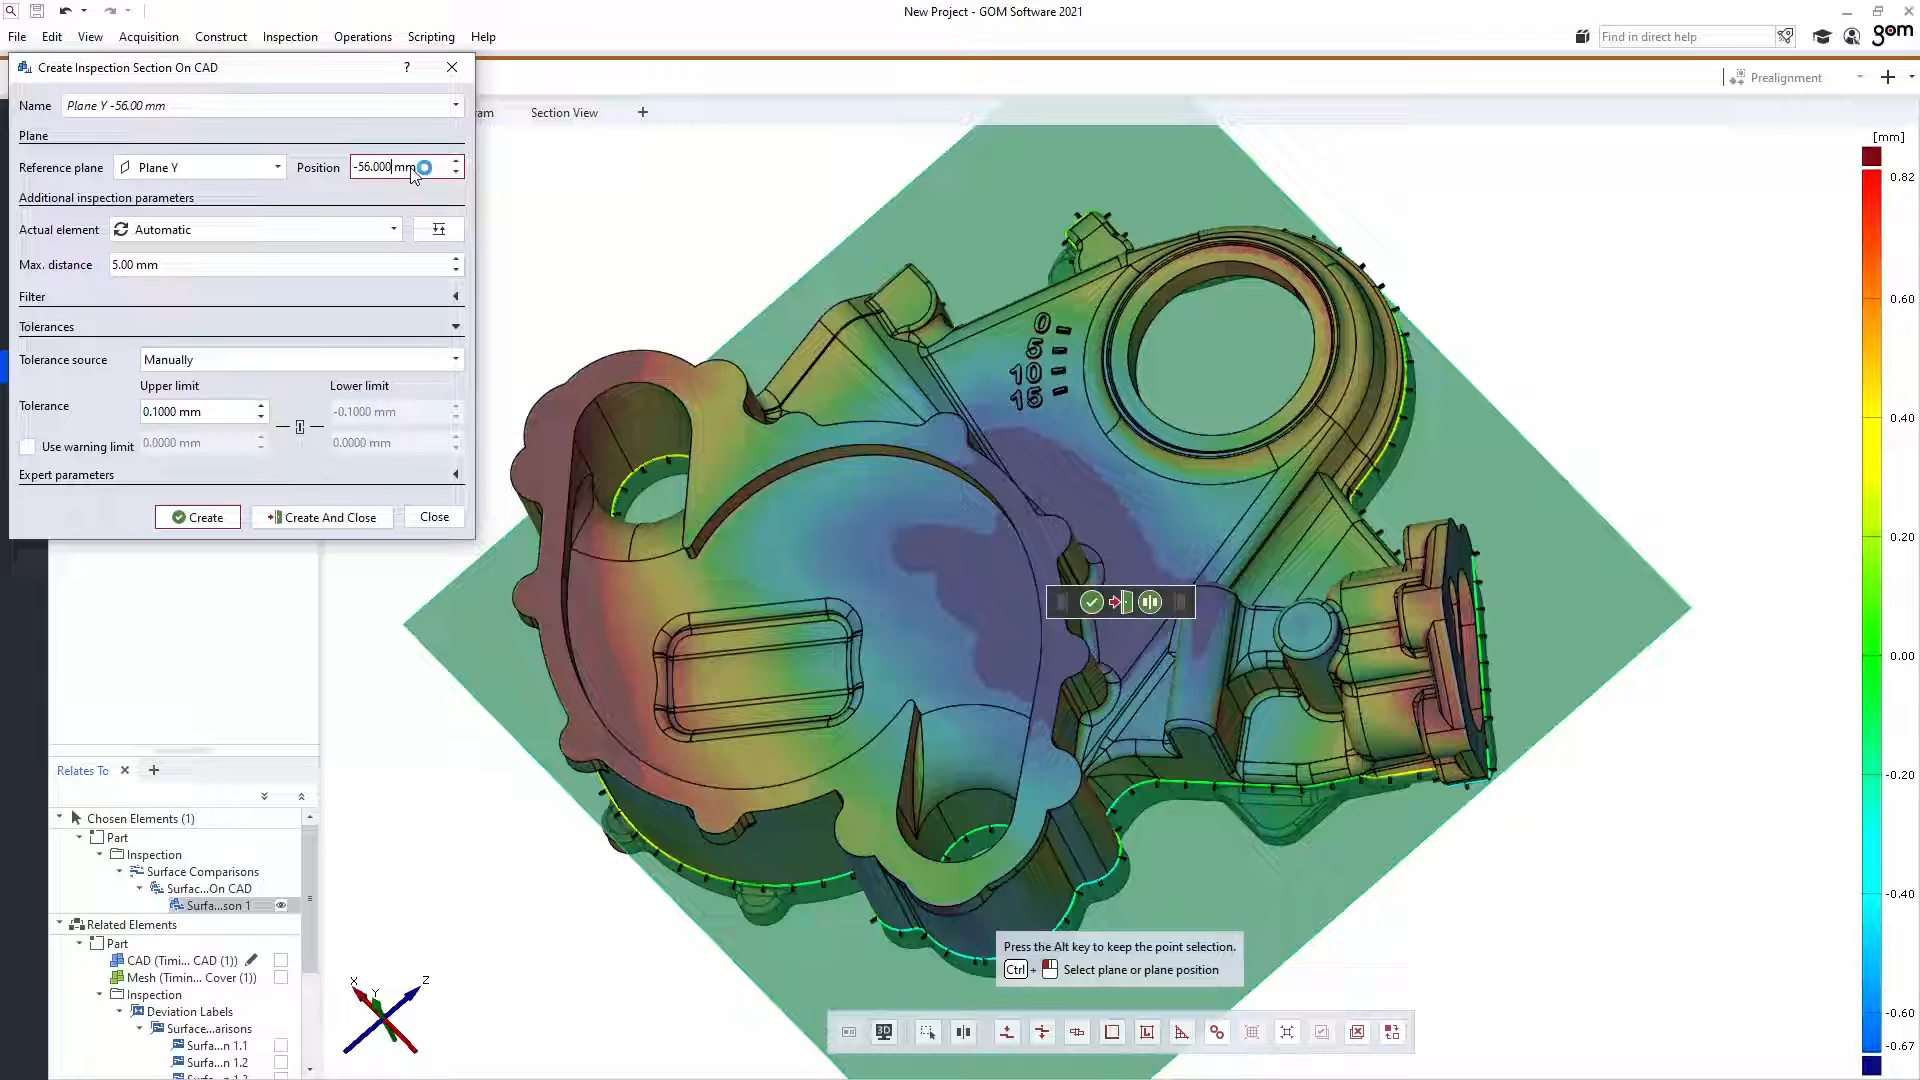 New Project - GOM Software 2021
File Edit View Acquisition Construct Inspection Operations Scripting Help
Find in direct help
gom
Create Inspection Section On CAD
?
Prealignment
Name Plane Y -56.00 mm
ram Section View
Plane
[mm]
Reference plane Plane Y Position -56.000 mm
0.82
Additional inspection parameters
Actual element Automatic
Max. distance 5.00 mm
Filter
0.60
Tolerances
0
5
10
15
Tolerance source Manually
Upper limit Lower limit
Tolerance 0.1000 mm -0.1000 mm
0.40
Use warning limit 0.0000 mm 0.0000 mm
Expert parameters
Create Create And Close Close
0.20
0.00
Relates To
-0.20
Chosen Elements (1)
Part
Inspection
Surface Comparisons
Surfac...On CAD
-0.40
Surfa...son 1
Related Elements
Part
Press the Alt key to keep the point selection.
CAD (Timi... CAD (1))
Ctrl + Select plane or plane position
Mesh (Timin... Cover (1))
X Y Z
Inspection
Deviation Labels
-0.60
Surface...arisons
3D
Surfa...n 1.1
-0.67
Surfa...n 1.2